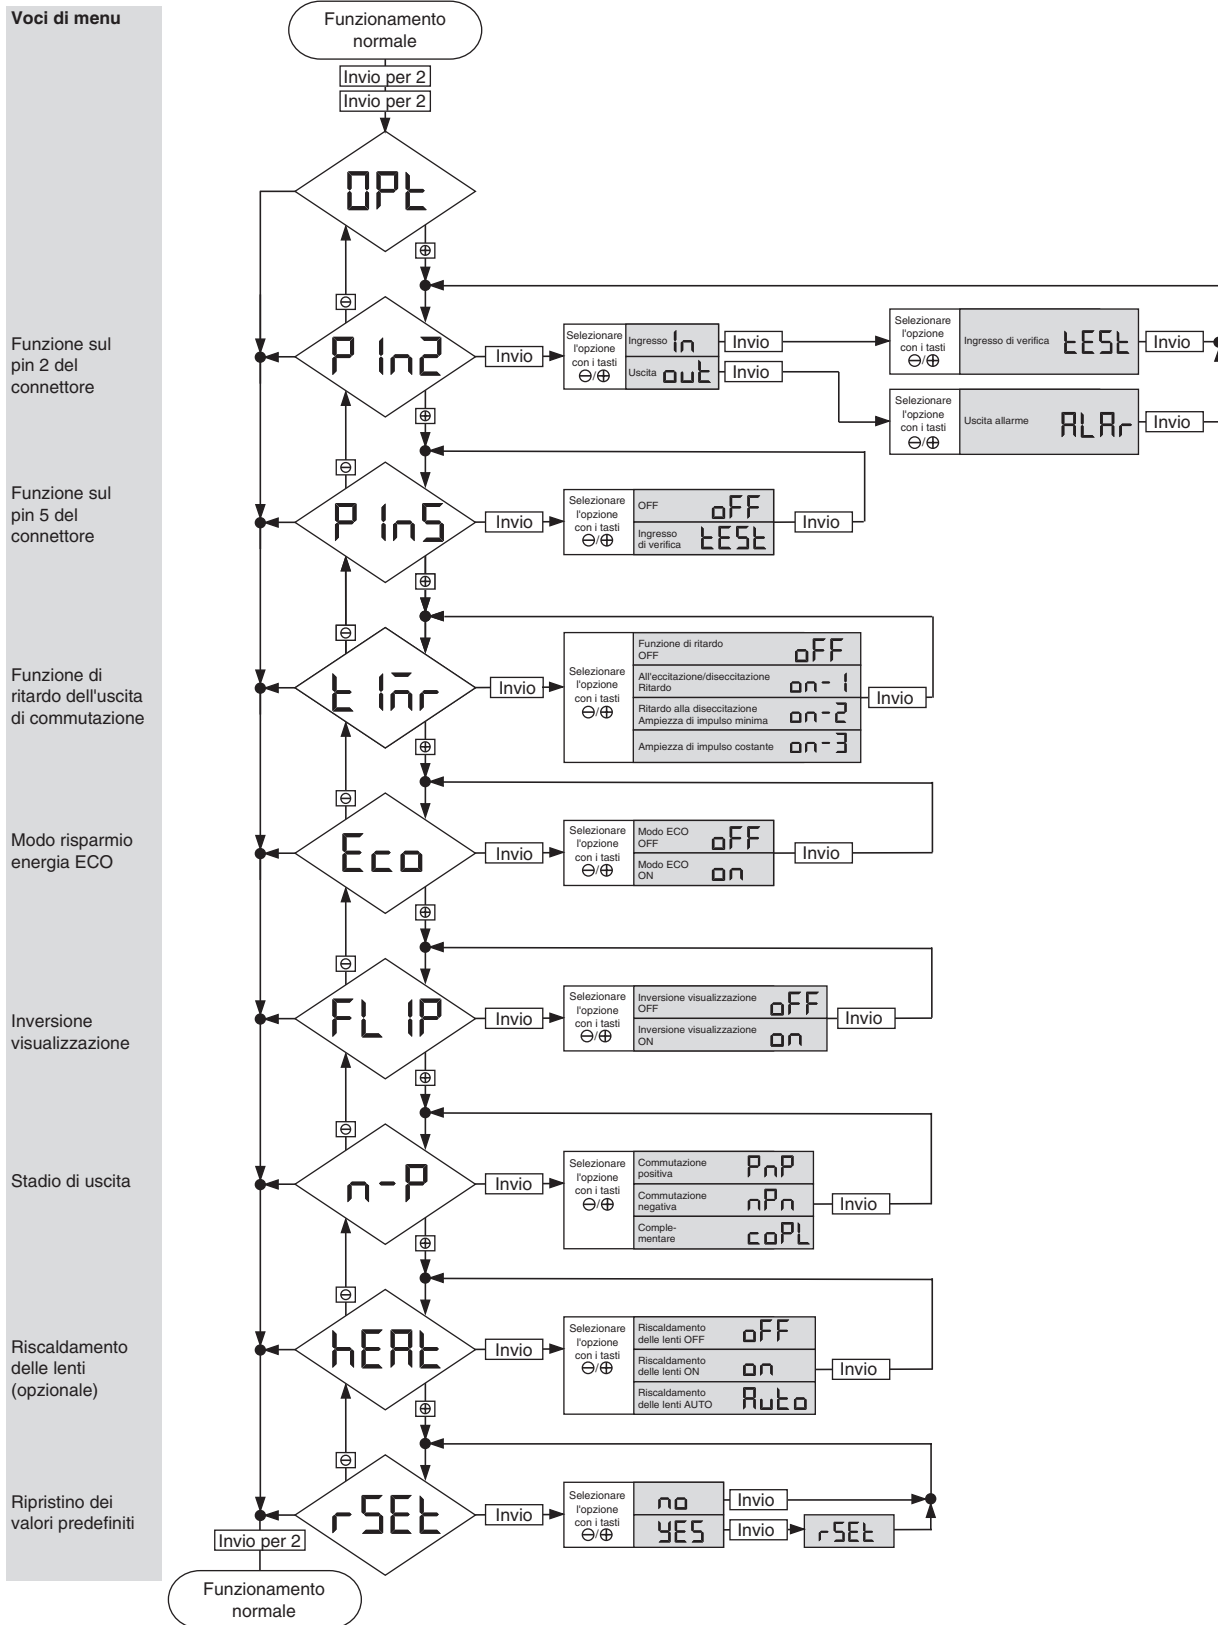 Voci di menu
Funzionamento
normale
Invio per 2
Invio per 2
OPt
⊕
⊖
Funzione sul
pin 2 del
connettore
P In2
Invio
Selezionare
l'opzione
con i tasti
⊖/⊕
Ingresso In
Invio
Uscita out
Invio
Selezionare
l'opzione
con i tasti
⊖/⊕
Ingresso di verifica tESt
Invio
Selezionare
l'opzione
con i tasti
⊖/⊕
Uscita allarme ALAr
Invio
⊕
⊖
Funzione sul
pin 5 del
connettore
P In5
Invio
Selezionare
l'opzione
con i tasti
⊖/⊕
OFF oFF
Ingresso
di verifica tESt
Invio
⊕
⊖
Funzione di
ritardo dell'uscita
di commutazione
t Imr
Invio
Selezionare
l'opzione
con i tasti
⊖/⊕
Funzione di ritardo
OFF oFF
All'eccitazione/diseccitazione
Ritardo on-1
Ritardo alla diseccitazione
Ampiezza di impulso minima on-2
Ampiezza di impulso costante on-3
Invio
⊕
⊖
Modo risparmio
energia ECO
Eco
Invio
Selezionare
l'opzione
con i tasti
⊖/⊕
Modo ECO
OFF oFF
Modo ECO
ON on
Invio
⊕
⊖
Inversione
visualizzazione
FL IP
Invio
Selezionare
l'opzione
con i tasti
⊖/⊕
Inversione visualizzazione
OFF oFF
Inversione visualizzazione
ON on
Invio
⊕
⊖
Stadio di uscita
n-P
Invio
Selezionare
l'opzione
con i tasti
⊖/⊕
Commutazione
positiva PnP
Commutazione
negativa nPn
Comple-
mentare coPL
Invio
⊕
⊖
Riscaldamento
delle lenti
(opzionale)
hEAt
Invio
Selezionare
l'opzione
con i tasti
⊖/⊕
Riscaldamento
delle lenti OFF oFF
Riscaldamento
delle lenti ON on
Riscaldamento
delle lenti AUTO Auto
Invio
⊕
⊖
Ripristino dei
valori predefiniti
rSEt
Invio
Selezionare
l'opzione
con i tasti
⊖/⊕
no
Invio
YES
Invio
rSEt
Invio per 2
Funzionamento
normale